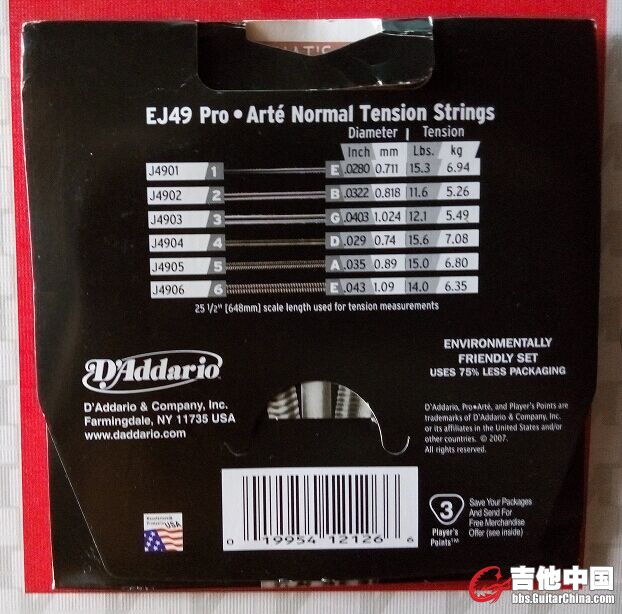 EJ49 Pro • Arté Normal Tension Strings
Diameter | Tension
Inch mm Lbs. kg
J4901 1 E .0280 0.711 15.3 6.94
J4902 2 B .0322 0.818 11.6 5.26
J4903 3 G .0403 1.024 12.1 5.49
J4904 4 D .029 0.74 15.6 7.08
J4905 5 A .035 0.89 15.0 6.80
J4906 6 E .043 1.09 14.0 6.35
25 1/2" [648mm] scale length used for tension measurements
ENVIRONMENTALLY
FRIENDLY SET
USES 75% LESS PACKAGING
D'Addario
D'Addario & Company, Inc.
Farmingdale, NY 11735 USA
www.daddario.com
D'Addario, Pro•Arté, and Player's Points are
trademarks of D'Addario & Company, Inc.
or its affiliates in the United States and/or
other countries. © 2007.
All rights reserved.
USA
0 19954 12126 6
3
Player's
Points™
Save Your Packages
And Send For
Free Merchandise
Offer (see inside)
吉他中国
bbs.GuitarChina.com